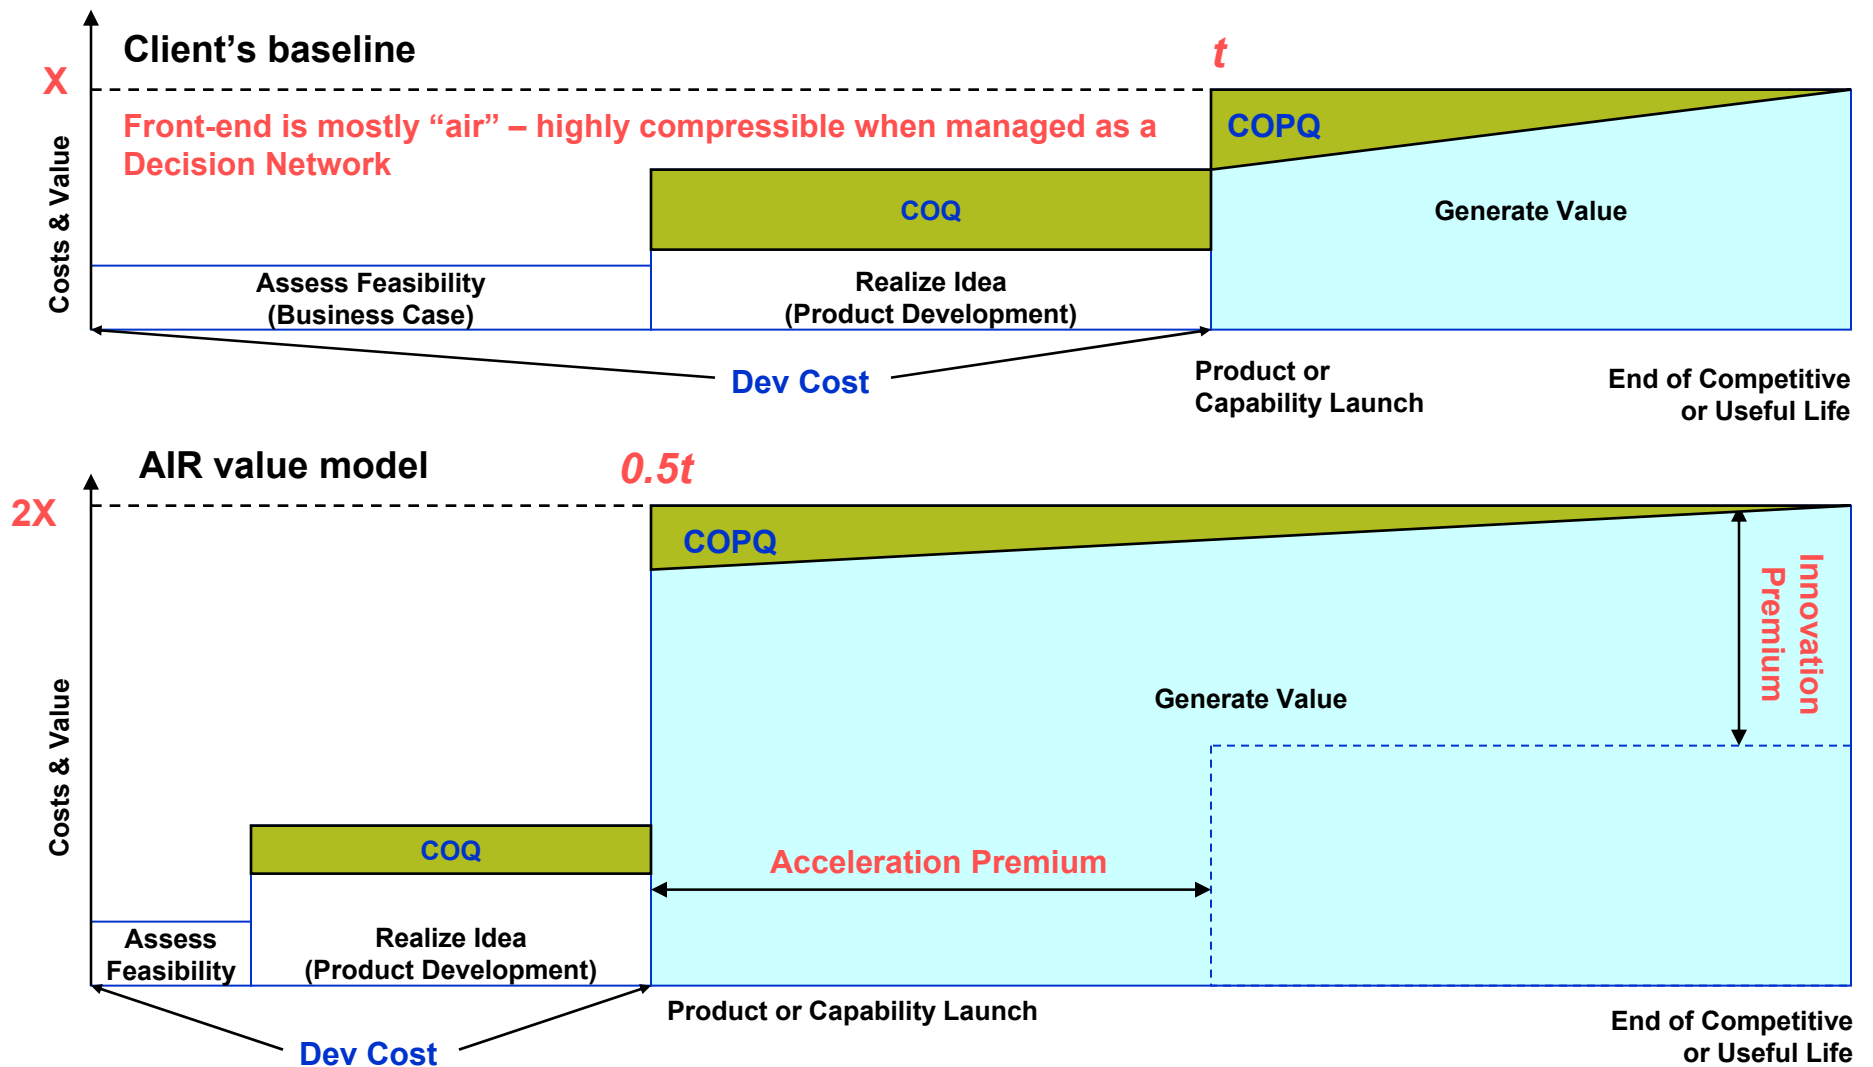 Client’s baseline
t
X
Front-end is mostly “air” – highly compressible when managed as a
Decision Network
COPQ
Costs & Value
COQ
Generate Value
Assess Feasibility
(Business Case)
Realize Idea
(Product Development)
Dev Cost
Product or
Capability Launch
End of Competitive
or Useful Life
AIR value model
0.5t
2X
COPQ
Innovation
Premium
Costs & Value
Generate Value
COQ
Acceleration Premium
Assess
Feasibility
Realize Idea
(Product Development)
Product or Capability Launch
Dev Cost
End of Competitive
or Useful Life